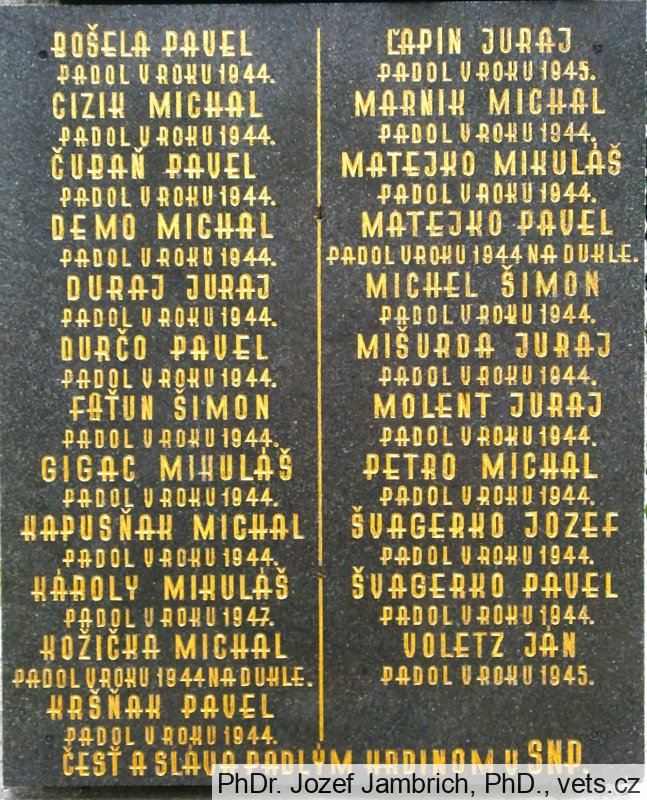 BOŠELA PAVEL
PADOL V ROKU 1944.
CIZIK MICHAL
PADOL V ROKU 1944.
ČUBAŇ PAVEL
PADOL V ROKU 1944.
DEMO MICHAL
PADOL V ROKU 1944.
DURAJ JURAJ
PADOL V ROKU 1944.
DURČO PAVEL
PADOL V ROKU 1944.
FAŤUN ŠIMON
PADOL V ROKU 1944.
GIGAC MIKULÁŠ
PADOL V ROKU 1944.
KAPUSŇAK MICHAL
PADOL V ROKU 1944.
KÁROLY MIKULÁŠ
PADOL V ROKU 1947.
KOŽIČKA MICHAL
PADOL V ROKU 1944 NA DUKLE.
KRŠŇAK PAVEL
PADOL V ROKU 1944.
ĽAPIN JURAJ
PADOL V ROKU 1945.
MARNIK MICHAL
PADOL V ROKU 1944.
MATEJKO MIKULÁŠ
PADOL V ROKU 1944.
MATEJKO PAVEL
PADOL V ROKU 1944 NA DUKLE.
MICHEL ŠIMON
PADOL V ROKU 1944.
MIŠURDA JURAJ
PADOL V ROKU 1944.
MOLENT JURAJ
PADOL V ROKU 1944.
PETRO MICHAL
PADOL V ROKU 1944.
ŠVAGERKO JOZEF
PADOL V ROKU 1944.
ŠVAGERKO PAVEL
PADOL V ROKU 1944.
VOLETZ JÁN
PADOL V ROKU 1945.
ČESŤ A SLÁVA PADLÝM HRDINOM V SNP.
PhDr. Jozef Jambrich, PhD., vets.cz